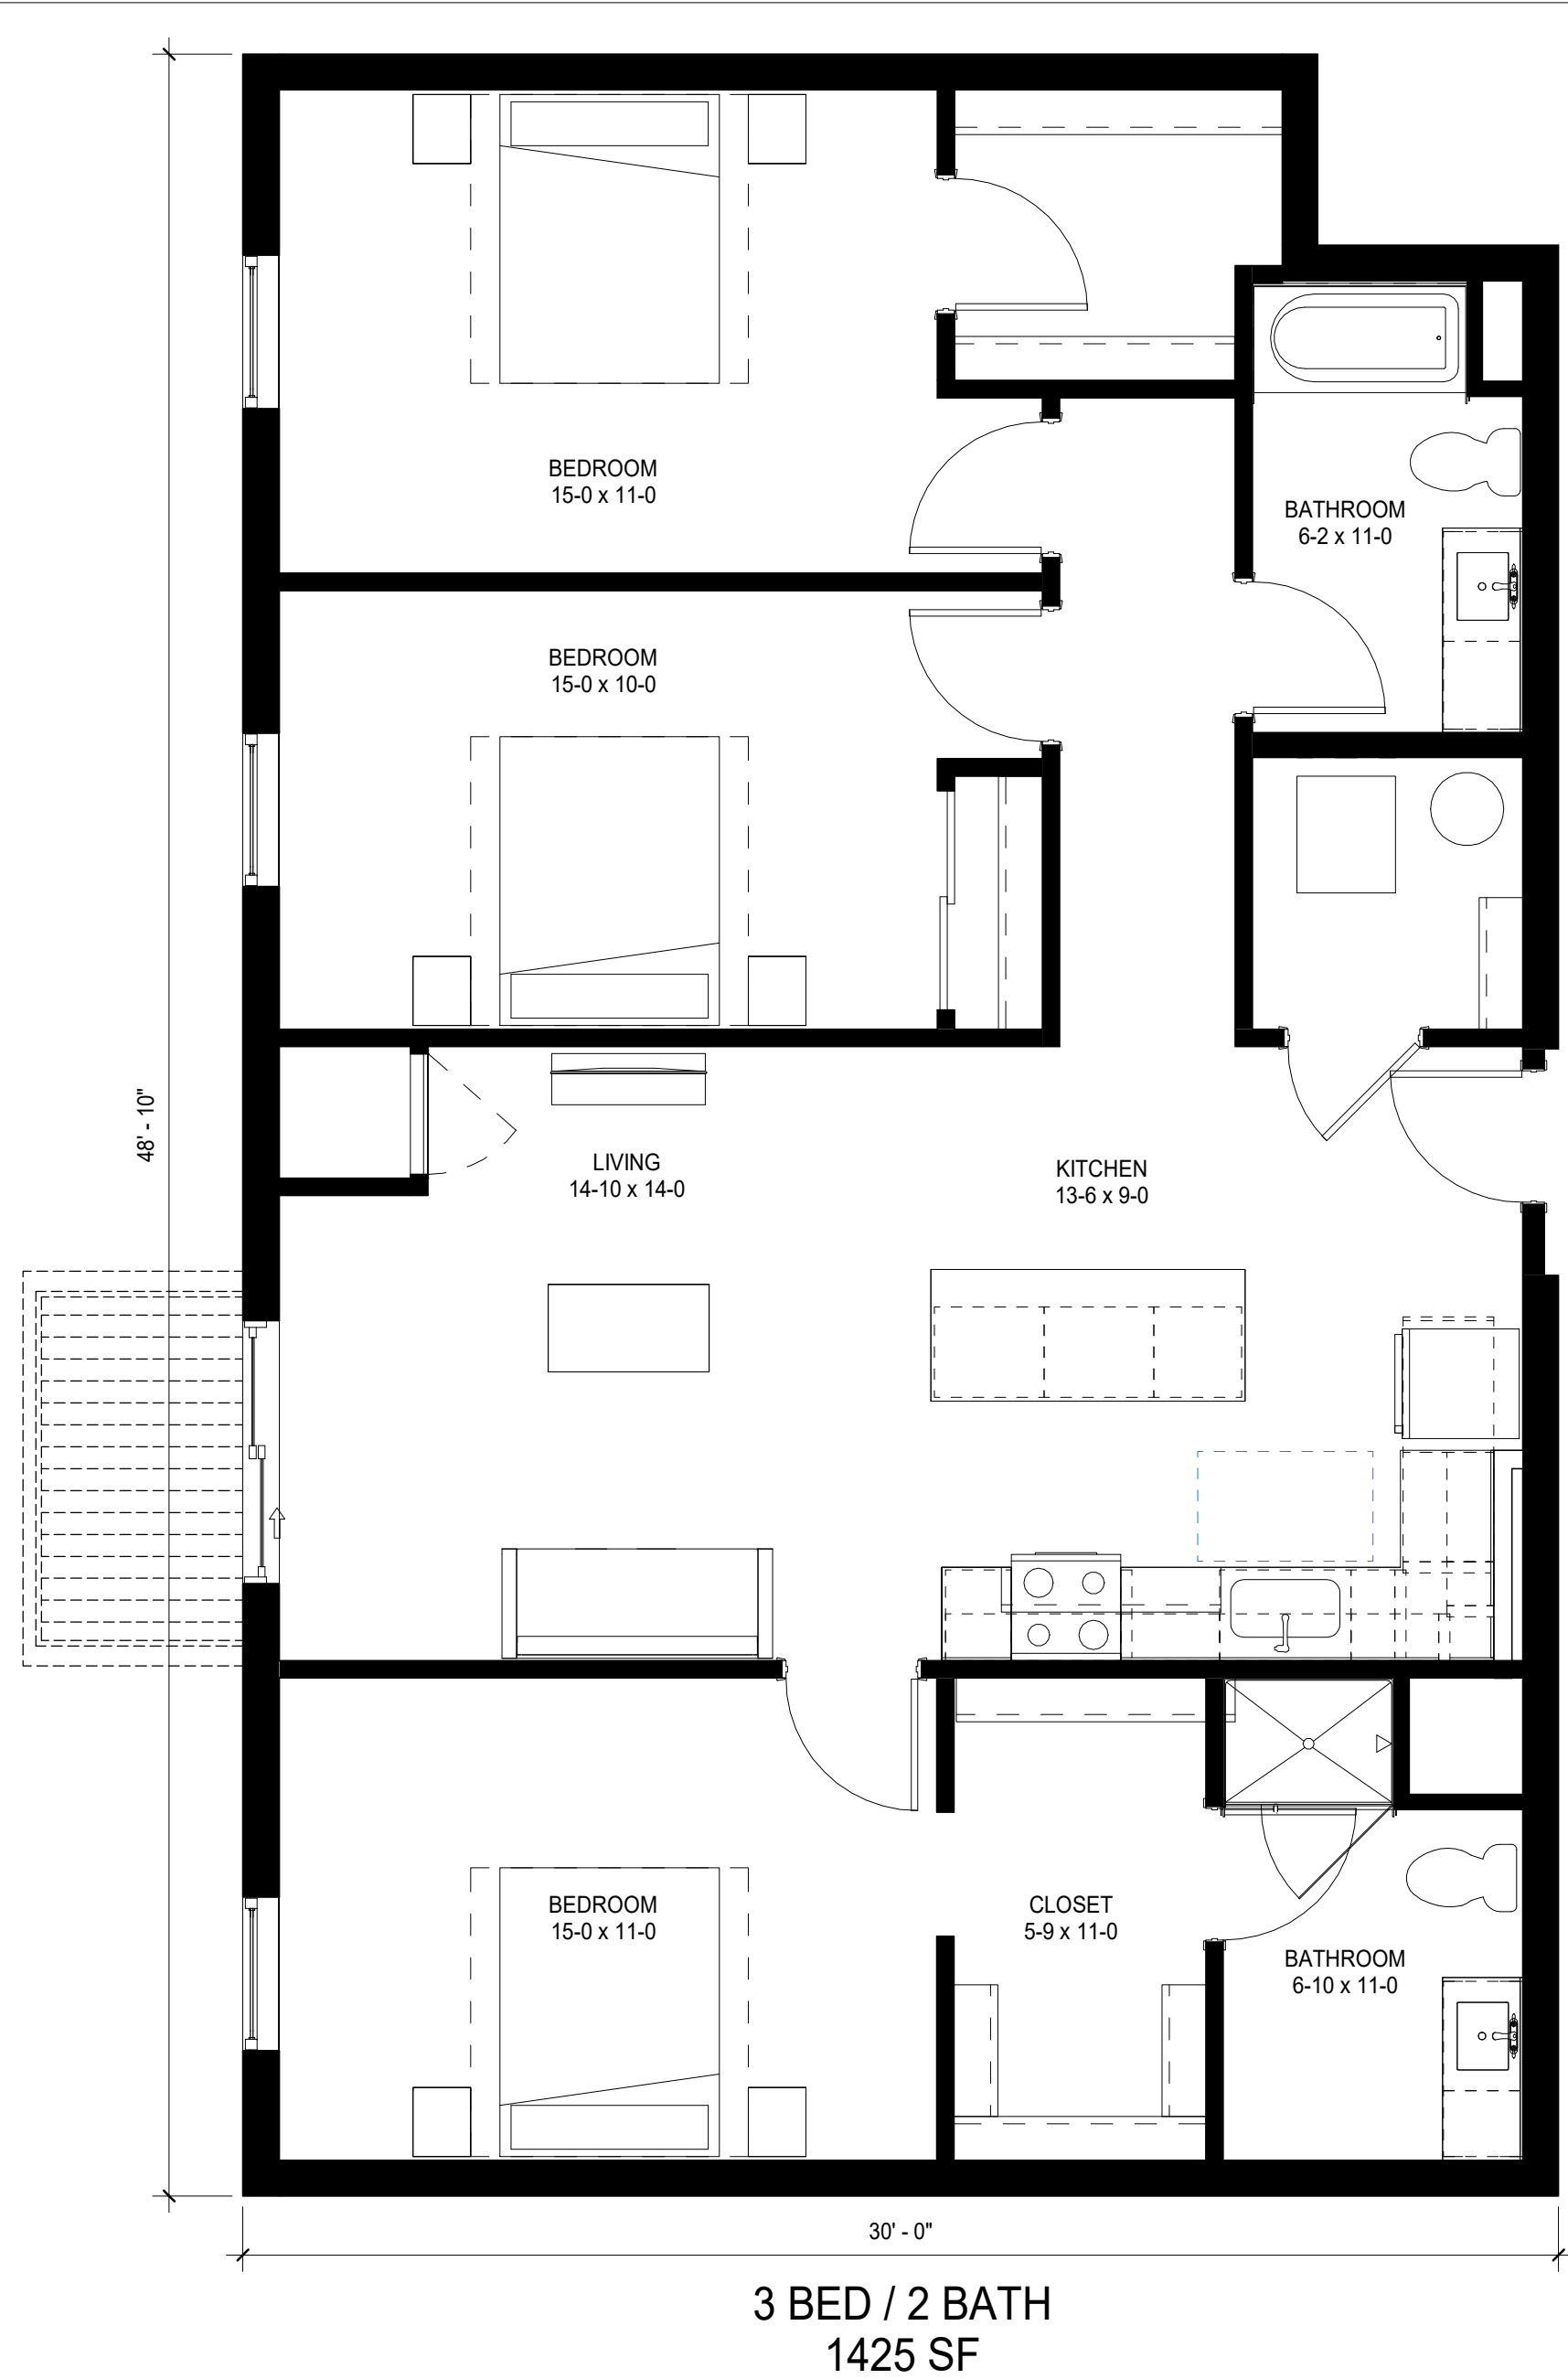 BEDROOM
15-0 x 11-0
BATHROOM
6-2 x 11-0
BEDROOM
15-0 x 10-0
48' - 10"
LIVING
14-10 x 14-0
KITCHEN
13-6 x 9-0
BEDROOM
15-0 x 11-0
CLOSET
5-9 x 11-0
BATHROOM
6-10 x 11-0
30' - 0"
3 BED / 2 BATH
1425 SF